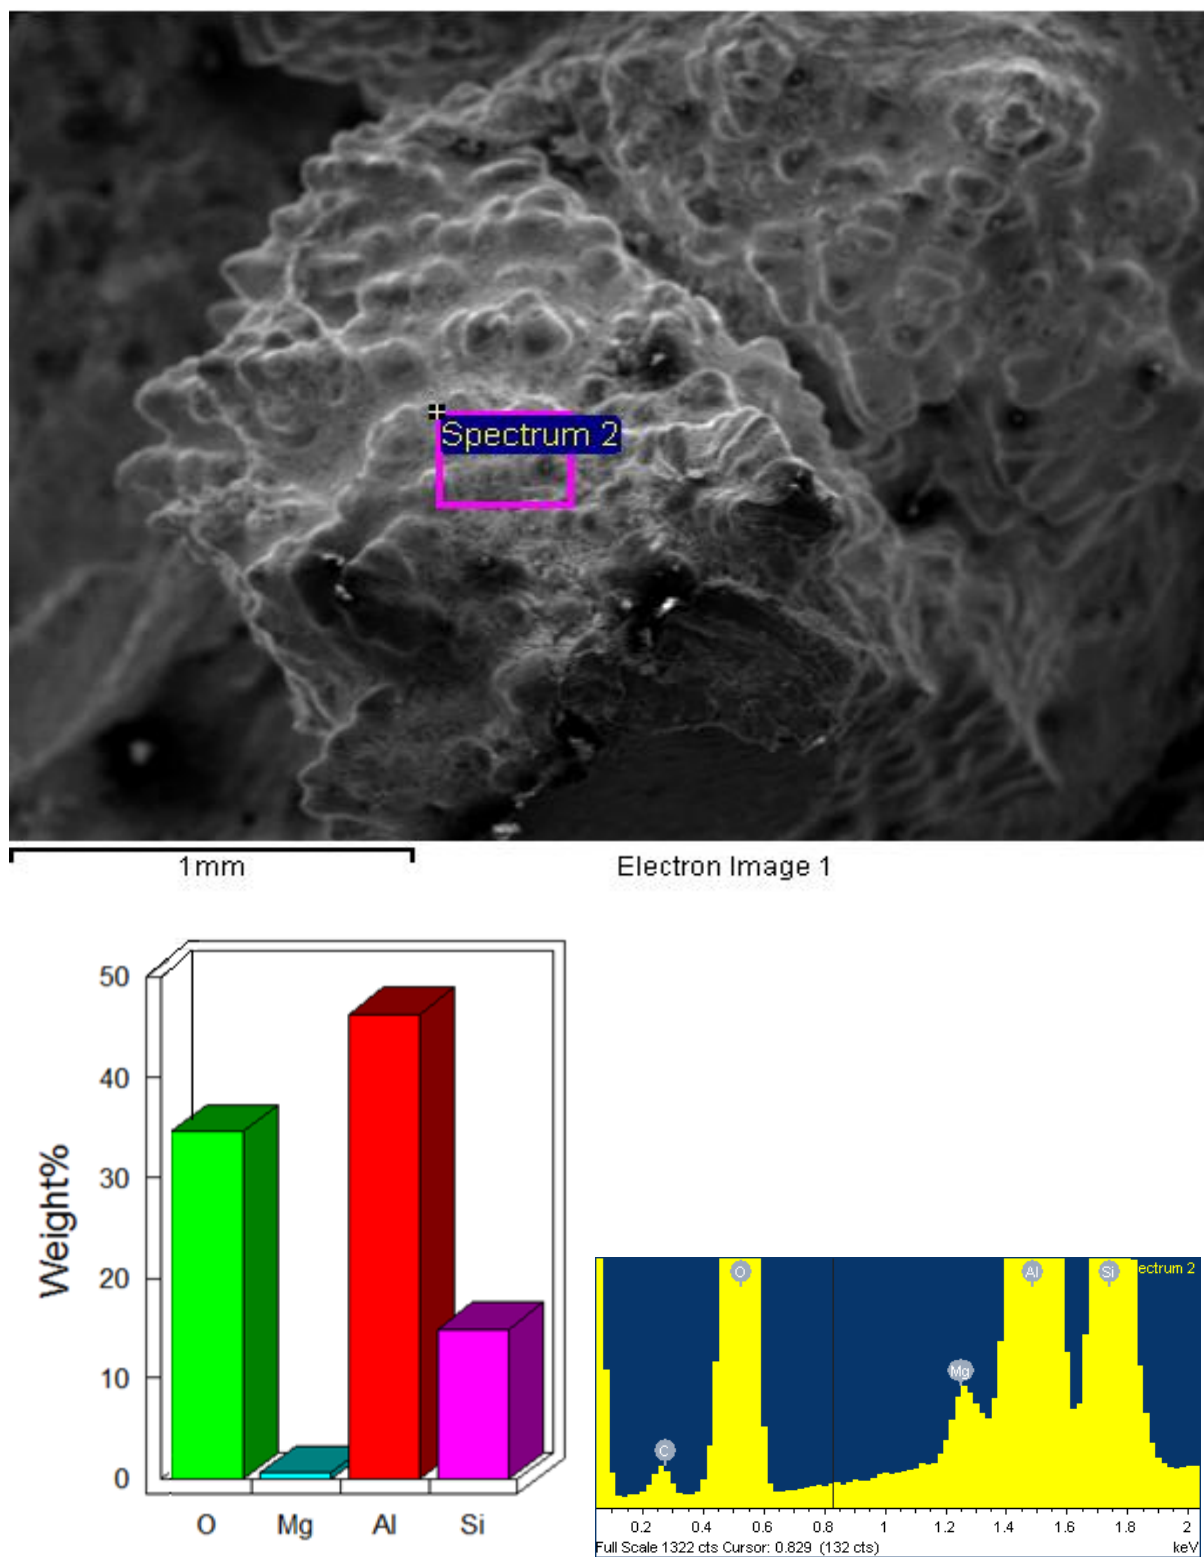 Spectrum 2
1mm
Electron Image 1
Weight%
50
40
30
20
10
0
O Mg Al Si
O Al Si ectrum 2
Mg
C
0.2 0.4 0.6 0.8 1 1.2 1.4 1.6 1.8 2
Full Scale 1322 cts Cursor: 0.829 (132 cts) keV